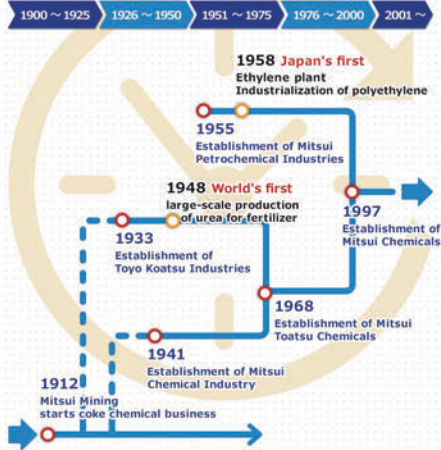 1900 ~ 1925
1926 ~ 1950
1951 ~ 1975
1976 ~ 2000
2001 ~
1958 Japan's first
Ethylene plant
Industrialization of polyethylene
1955
Establishment of Mitsui
Petrochemical Industries
1948 World's first
large-scale production
of urea for fertilizer
1997
Establishment of
Mitsui Chemicals
1933
Establishment of
Toyo Koatsu Industries
1968
Establishment of Mitsui
Toatsu Chemicals
1941
Establishment of Mitsui
Chemical Industry
1912
Mitsui Mining
starts coke chemical business